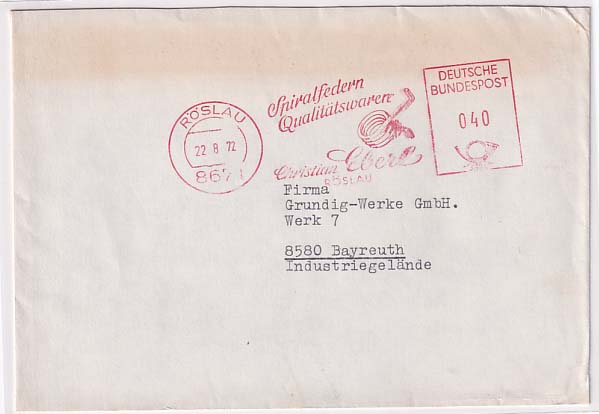 RÖSLAU
22 8 72
8671
Spiralfedern
Qualitätswaren
Christian Eberl
RÖSLAU
DEUTSCHE
BUNDESPOST
040
Firma
Grundig-Werke GmbH.
Werk 7
8580 Bayreuth
Industriegelände